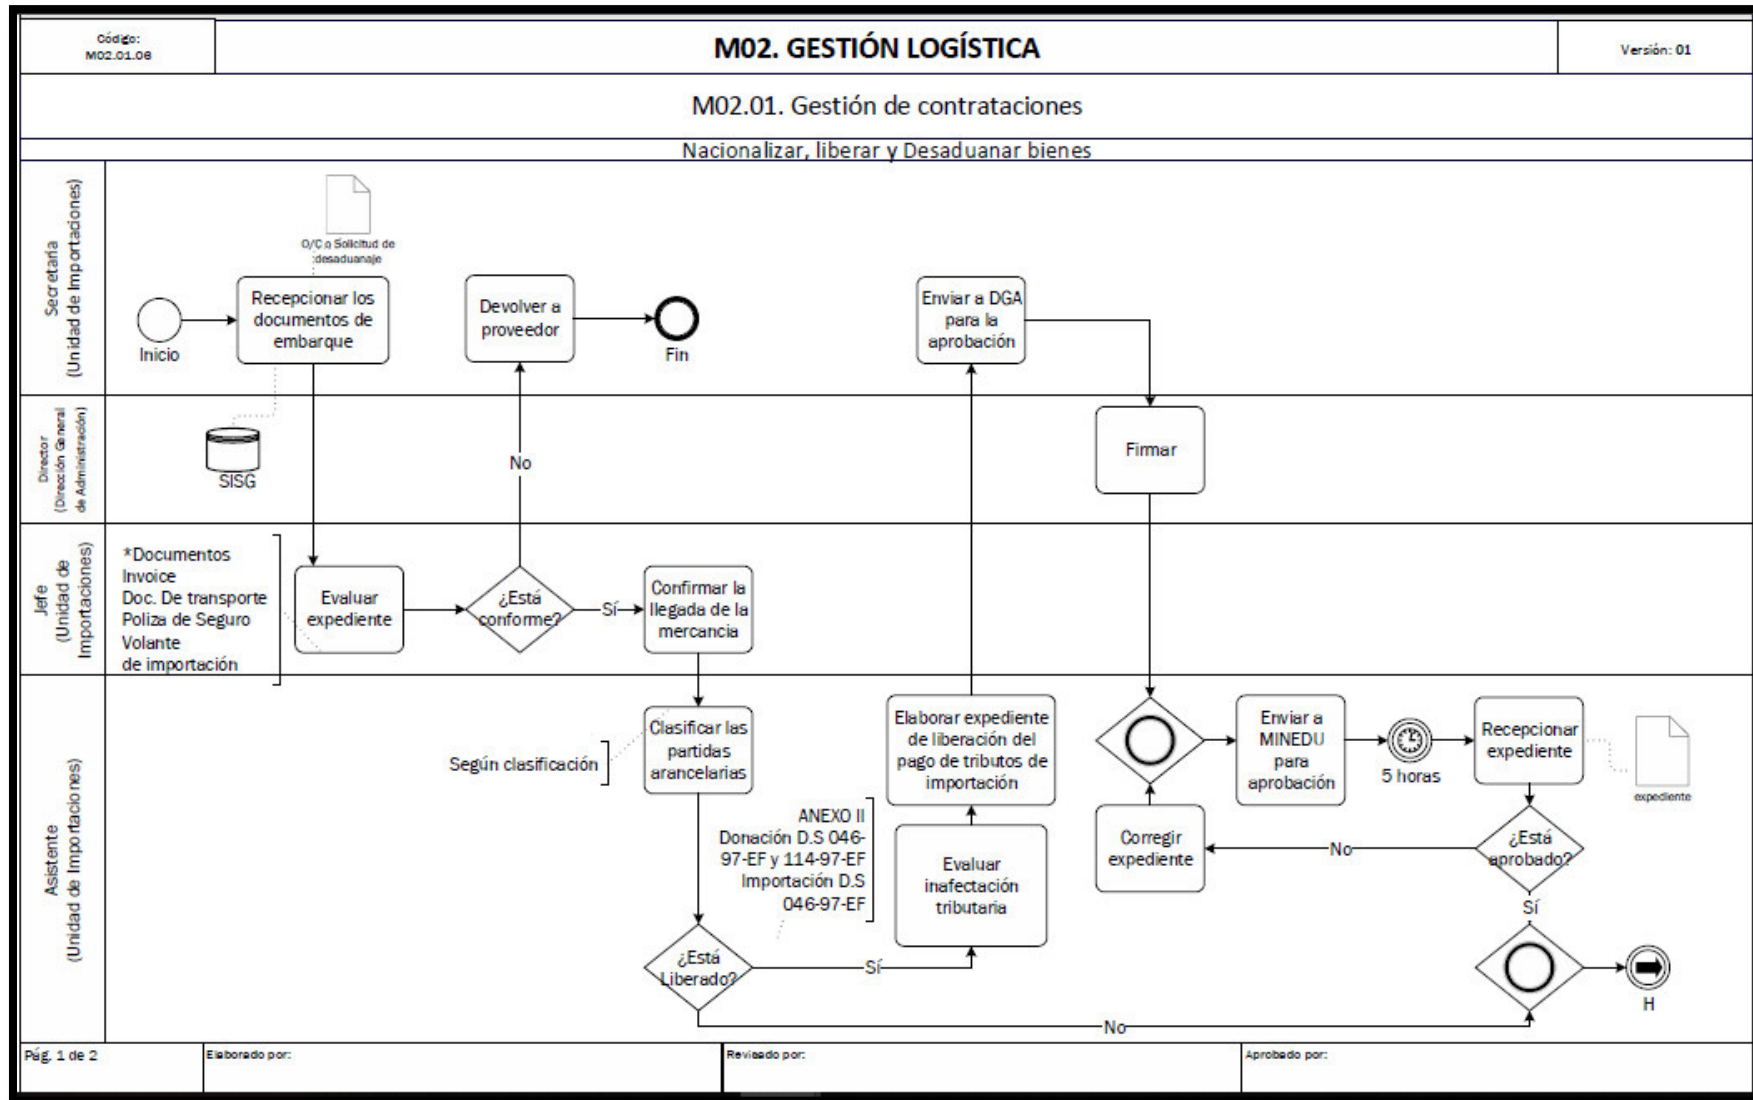 Código:
M02.01.06
M02. GESTIÓN LOGÍSTICA
Versión: 01
M02.01. Gestión de contrataciones
Nacionalizar, liberar y Desaduanar bienes
Secretaria
(Unidad de Importaciones)
O/C o Solicitud de
desaduanaje
Inicio
Recepcionar los
documentos de
embarque
Devolver a
proveedor
Fin
Enviar a DGA
para la
aprobación
Director
(Dirección General
de Administración)
SISG
No
Firmar
Jefe
(Unidad de
Importaciones)
*Documentos
Invoice
Doc. De transporte
Poliza de Seguro
Volante
de importación
Evaluar
expediente
¿Está
conforme?
Sí
Confirmar la
llegada de la
mercancia
Asistente
(Unidad de Importaciones)
Según clasificación
Clasificar las
partidas
arancelarias
Elaborar expediente
de liberación del
pago de tributos de
importación
Enviar a
MINEDU
para
aprobación
5 horas
Recepcionar
expediente
expediente
ANEXO II
Donación D.S 046-
97-EF y 114-97-EF
Importación D.S
046-97-EF
Evaluar
inafectación
tributaria
Corregir
expediente
No
¿Está
aprobado?
Sí
¿Está
Liberado?
Sí
No
H
Pág. 1 de 2
Elaborado por:
Revisado por:
Aprobado por: